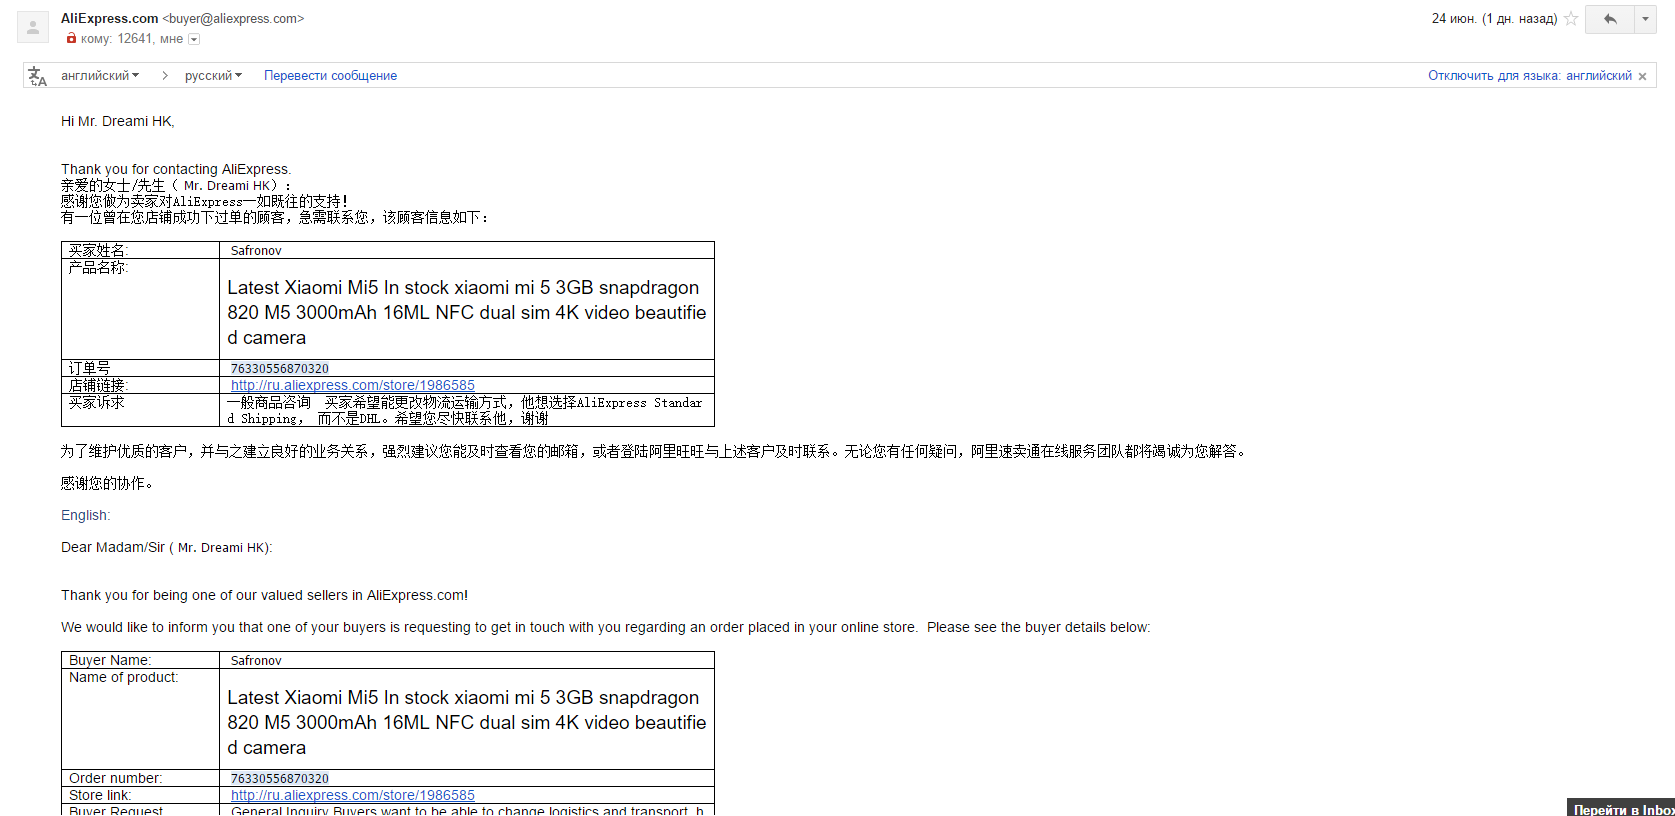 AliExpress.com <buyer@aliexpress.com>
24 июн. (1 дн. назад)
кому: 12641, мне
английский
русский
Перевести сообщение
Отключить для языка: английский
Hi Mr. Dreami HK,
Thank you for contacting AliExpress.
亲爱的女士/先生（ Mr. Dreami HK）：
感谢您做为卖家对AliExpress一如既往的支持！
有一位曾在您店铺成功下过单的顾客，急需联系您，该顾客信息如下：
买家姓名: Safronov
产品名称:
Latest Xiaomi Mi5 In stock xiaomi mi 5 3GB snapdragon
820 M5 3000mAh 16ML NFC dual sim 4K video beautifie
d camera
订单号 76330556870320
店铺链接: http://ru.aliexpress.com/store/1986585
买家诉求 一般商品咨询　买家希望能更改物流运输方式，他想选择AliExpress Standar
d Shipping， 而不是DHL。希望您尽快联系他，谢谢
为了维护优质的客户，并与之建立良好的业务关系，强烈建议您能及时查看您的邮箱，或者登陆阿里旺旺与上述客户及时联系。无论您有任何疑问，阿里速卖通在线服务团队都将竭诚为您解答。
感谢您的协作。
English:
Dear Madam/Sir ( Mr. Dreami HK):
Thank you for being one of our valued sellers in AliExpress.com!
We would like to inform you that one of your buyers is requesting to get in touch with you regarding an order placed in your online store.  Please see the buyer details below:
Buyer Name: Safronov
Name of product:
Latest Xiaomi Mi5 In stock xiaomi mi 5 3GB snapdragon
820 M5 3000mAh 16ML NFC dual sim 4K video beautifie
d camera
Order number: 76330556870320
Store link: http://ru.aliexpress.com/store/1986585
Buyer Request General Inquiry Buyers want to be able to change logistics and transport, h
Перейти в Inbox